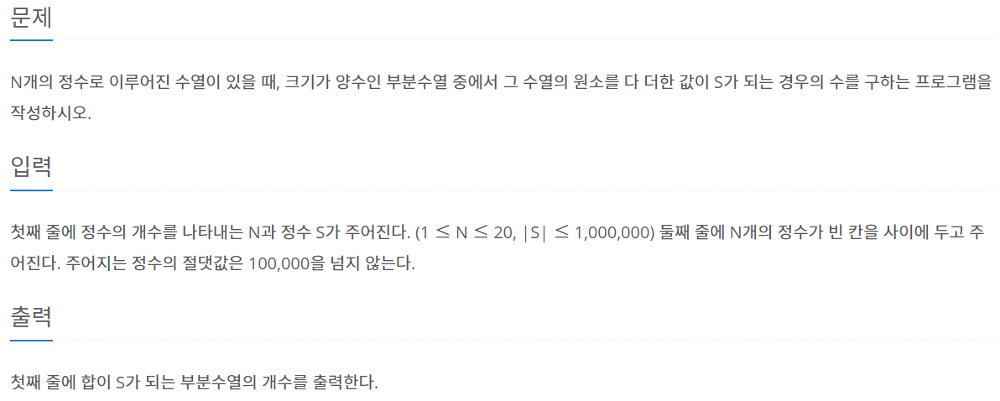 문제
N개의 정수로 이루어진 수열이 있을 때, 크기가 양수인 부분수열 중에서 그 수열의 원소를 다 더한 값이 S가 되는 경우의 수를 구하는 프로그램을
작성하시오.
입력
첫째 줄에 정수의 개수를 나타내는 N과 정수 S가 주어진다. (1 ≤ N ≤ 20, |S| ≤ 1,000,000) 둘째 줄에 N개의 정수가 빈 칸을 사이에 두고 주
어진다. 주어지는 정수의 절댓값은 100,000을 넘지 않는다.
출력
첫째 줄에 합이 S가 되는 부분수열의 개수를 출력한다.